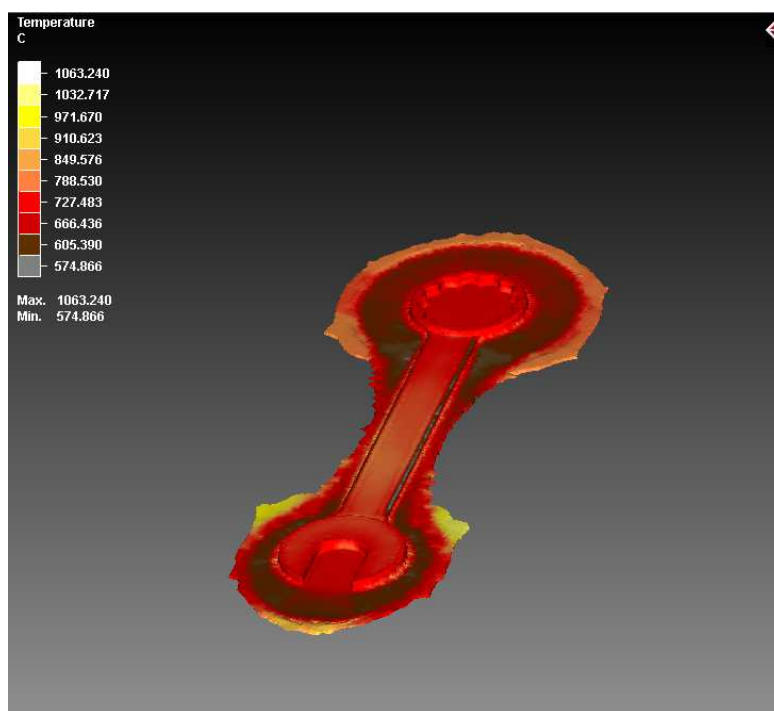 Temperature
C
1063.240
1032.717
971.670
910.623
849.576
788.530
727.483
666.436
605.390
574.866
Max. 1063.240
Min. 574.866